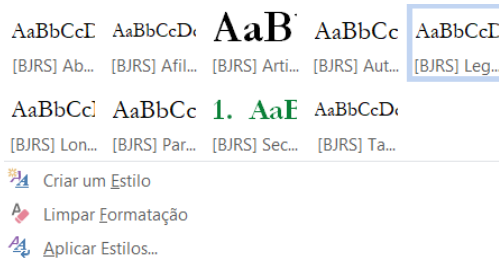 AaBbCcD AaBbCcDc AaB AaBbCc AaBbCcD
[BJRS] Ab... [BJRS] Afil... [BJRS] Arti... [BJRS] Aut... [BJRS] Leg...
AaBbCcl AaBbCc 1. AaE AaBbCcDc
[BJRS] Lon... [BJRS] Par... [BJRS] Sec... [BJRS] Ta...
Criar um Estilo
Limpar Formatação
Aplicar Estilos...